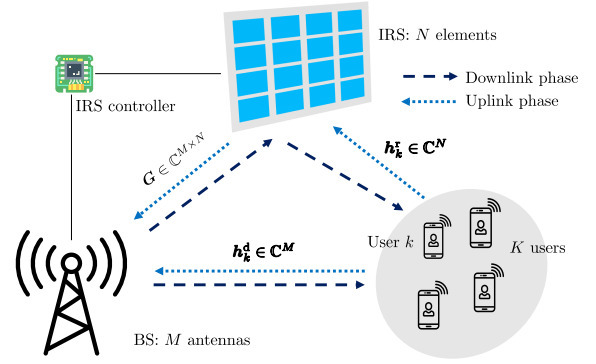 IRS: N elements
Downlink phase
Uplink phase
IRS controller
G ∈ ℂ^{M×N}
h_k^r ∈ ℂ^N
h_k^d ∈ ℂ^M
User k
K users
BS: M antennas